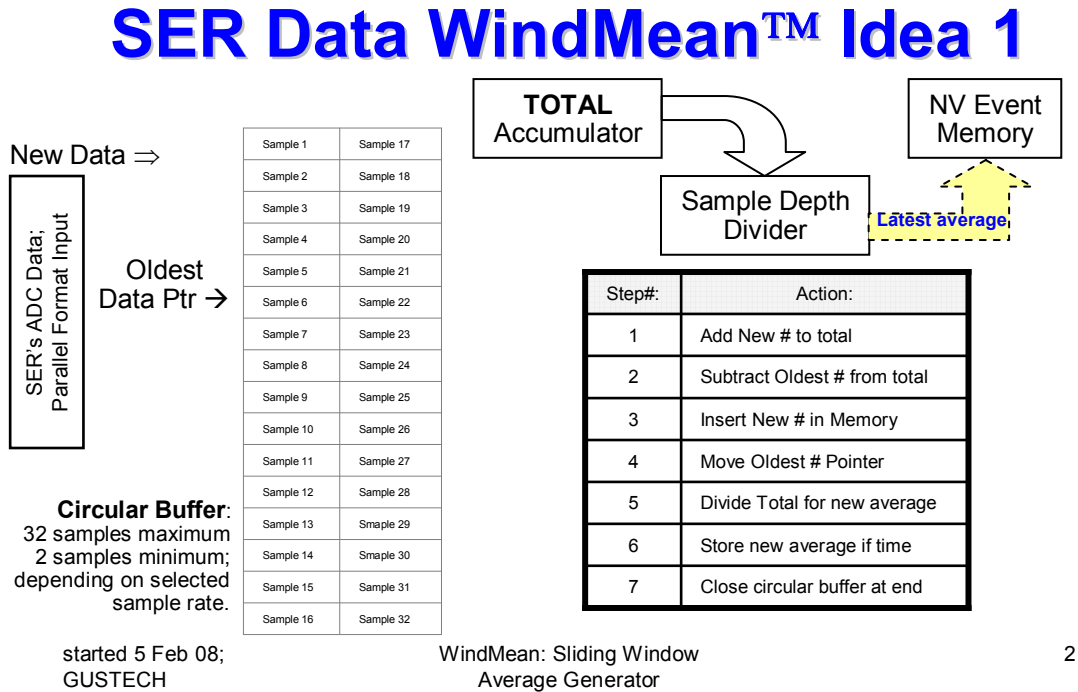 SER Data WindMean™ Idea 1
TOTAL
Accumulator
NV Event
Memory
Sample Depth
Divider
Latest average
New Data ⇒
SER's ADC Data;
Parallel Format Input
Oldest
Data Ptr →
Sample 1 Sample 17
Sample 2 Sample 18
Sample 3 Sample 19
Sample 4 Sample 20
Sample 5 Sample 21
Sample 6 Sample 22
Sample 7 Sample 23
Sample 8 Sample 24
Sample 9 Sample 25
Sample 10 Sample 26
Sample 11 Sample 27
Sample 12 Sample 28
Sample 13 Smaple 29
Sample 14 Smaple 30
Sample 15 Sample 31
Sample 16 Sample 32
Circular Buffer:
32 samples maximum
2 samples minimum;
depending on selected
sample rate.
Step#: Action:
1 Add New # to total
2 Subtract Oldest # from total
3 Insert New # in Memory
4 Move Oldest # Pointer
5 Divide Total for new average
6 Store new average if time
7 Close circular buffer at end
started 5 Feb 08;
GUSTECH
WindMean: Sliding Window
Average Generator
2